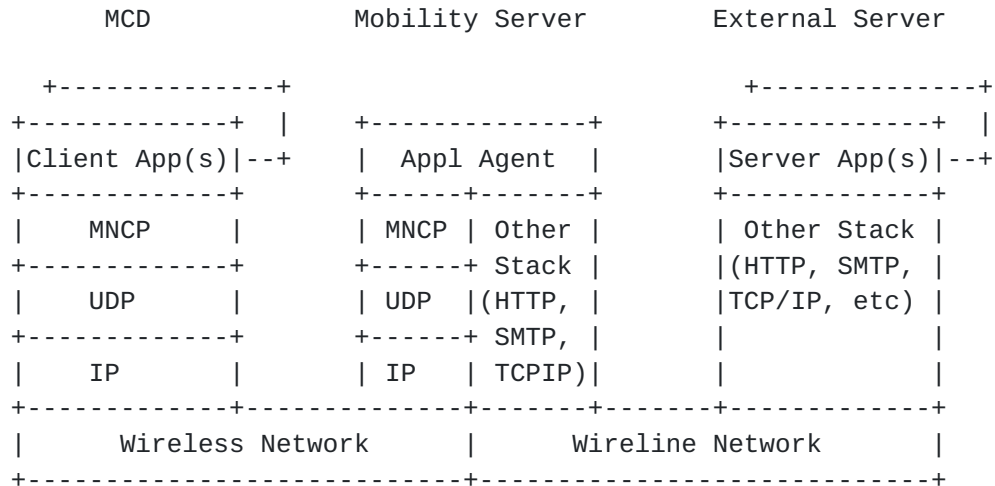 MCD             Mobility Server        External Server

  +--------------+                             +--------------+
+-------------+  |       +--------------+       +-------------+  |
|Client App(s)|--+       |  Appl Agent  |       |Server App(s)|--+
+-------------+          +------+-------+       +-------------+
|    MNCP     |          | MNCP | Other |       | Other Stack |
+-------------+          +------+ Stack |       |(HTTP, SMTP, |
|    UDP      |          | UDP  |(HTTP, |       |TCP/IP, etc) |
+-------------+          +------+ SMTP, |       |             |
|    IP       |          | IP   | TCPIP)|       |             |
+-------------+--------------+-------+-------+-------------+
|      Wireless Network      |      Wireline Network       |
+----------------------------+-----------------------------+